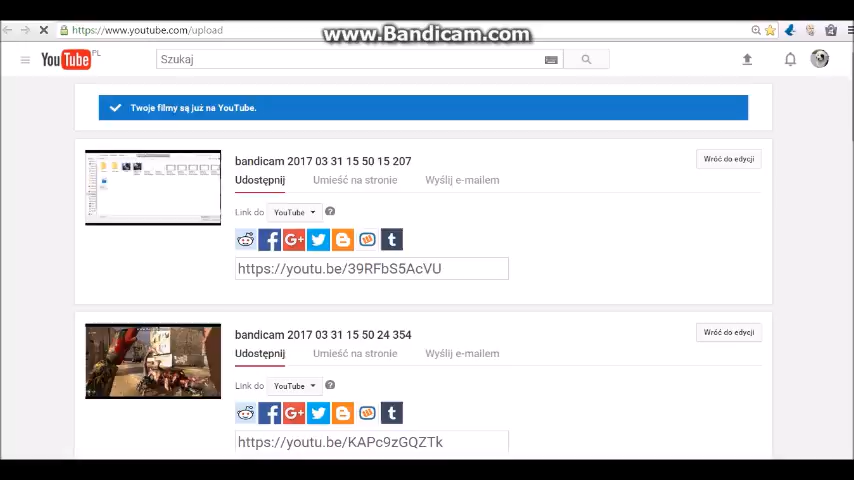 https://www.youtube.com/upload
www.Bandicam.com
YouTube PL
Szukaj
Twoje filmy są już na YouTube.
bandicam 2017 03 31 15 50 15 207
Wróć do edycji
Udostępnij Umieść na stronie Wyślij e-mailem
Link do YouTube ?
https://youtu.be/39RFbS5AcVU
bandicam 2017 03 31 15 50 24 354
Wróć do edycji
Udostępnij Umieść na stronie Wyślij e-mailem
Link do YouTube ?
https://youtu.be/KAPc9zGQZTk